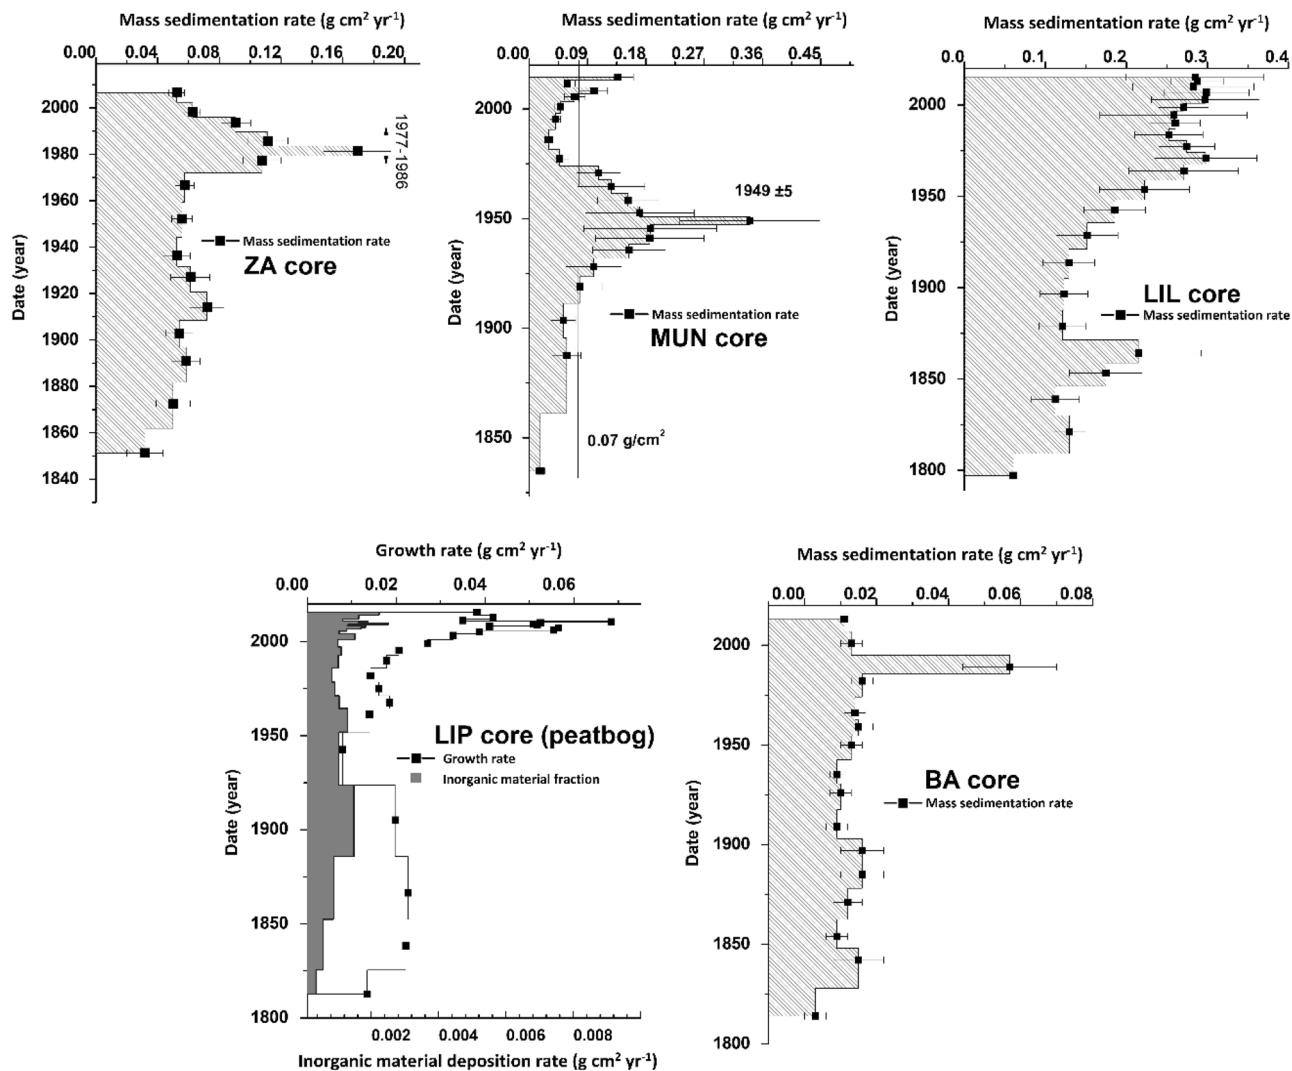 Mass sedimentation rate (g cm² yr⁻¹)
0.00 0.04 0.08 0.12 0.16 0.20
2000
1980
1960
1940
1920
1900
1880
1860
1840
Date (year)
1977-1986
Mass sedimentation rate
ZA core
Mass sedimentation rate (g cm² yr⁻¹)
0.00 0.09 0.18 0.27 0.36 0.45
2000
1950
1900
1850
Date (year)
1949 ±5
Mass sedimentation rate
MUN core
0.07 g/cm²
Mass sedimentation rate (g cm² yr⁻¹)
0.1 0.2 0.3 0.4
2000
1950
1900
1850
1800
Date (year)
LIL core
Mass sedimentation rate
Growth rate (g cm² yr⁻¹)
0.00 0.02 0.04 0.06
2000
1950
1900
1850
1800
Date (year)
LIP core (peatbog)
Growth rate
Inorganic material fraction
0.002 0.004 0.006 0.008
Inorganic material deposition rate (g cm² yr⁻¹)
Mass sedimentation rate (g cm² yr⁻¹)
0.00 0.02 0.04 0.06 0.08
2000
1950
1900
1850
1800
Date (year)
BA core
Mass sedimentation rate